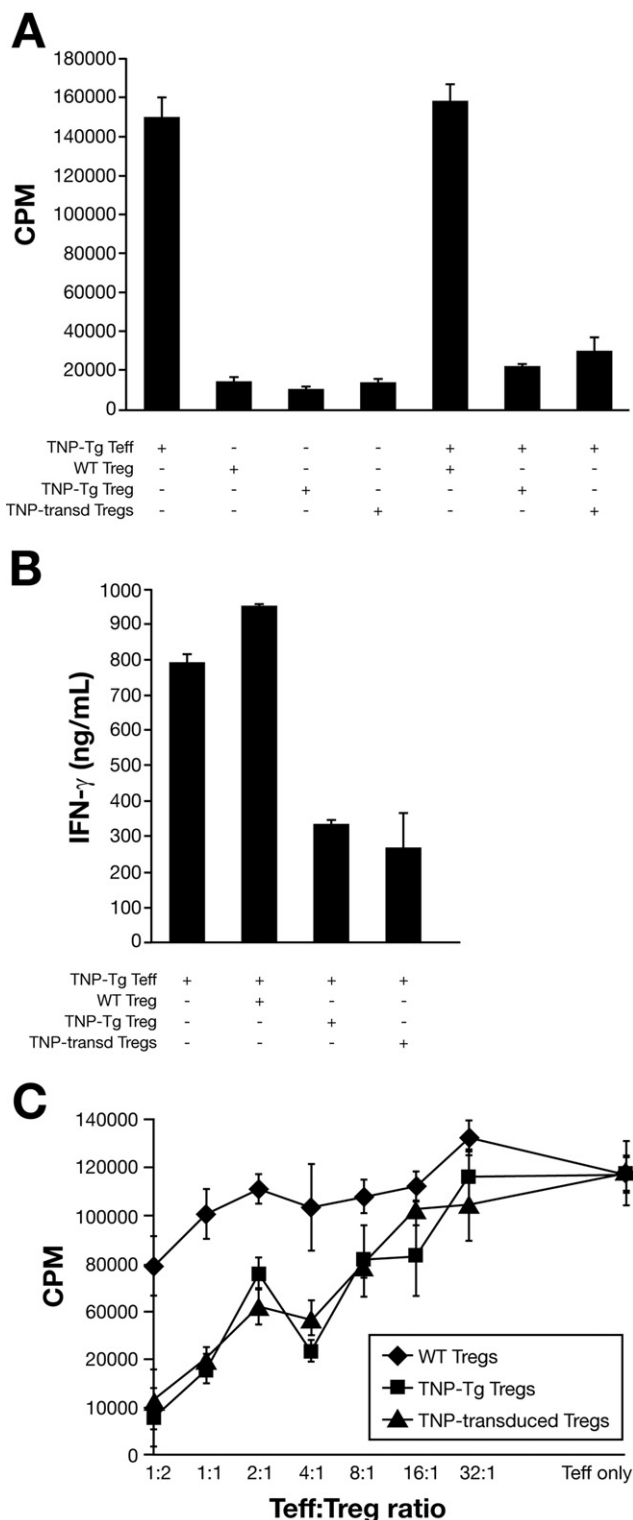 A
180000
160000
140000
120000
100000
80000
60000
40000
20000
0
CPM
TNP-Tg Teff + - - - + + +
WT Treg - + - - + - -
TNP-Tg Treg - - + - - + -
TNP-transd Tregs - - - + - - +
B
1000
900
800
700
600
500
400
300
200
100
0
IFN-γ (ng/mL)
TNP-Tg Teff + + + +
WT Treg - + - -
TNP-Tg Treg - - + -
TNP-transd Tregs - - - +
C
140000
120000
100000
80000
60000
20000
10000
0
CPM
WT Tregs
TNP-Tg Tregs
TNP-transduced Tregs
1:2 1:1 2:1 4:1 8:1 16:1 32:1 Teff only
Teff:Treg ratio